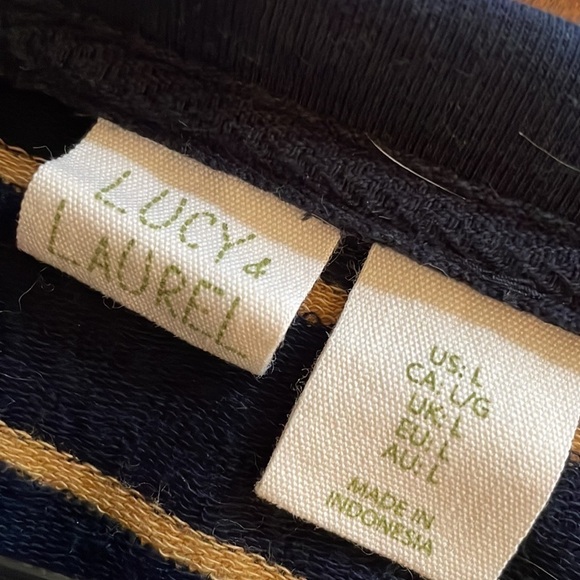 LUCY &
LAUREL
US: L
CA: L/G
UK: L
EU: L
AU: L
MADE IN
INDONESIA